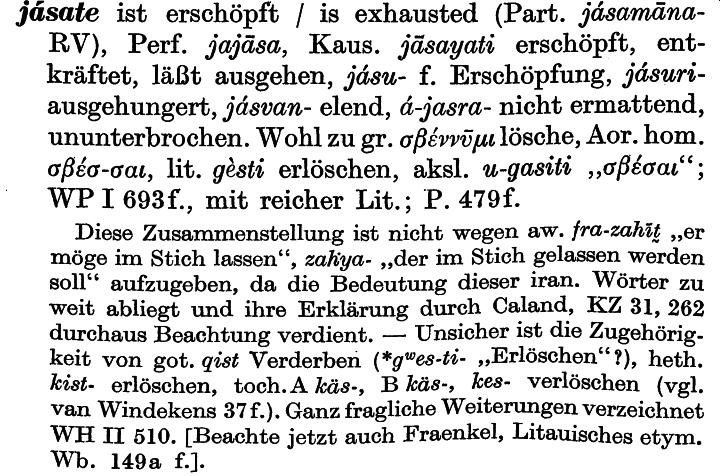 jásate ist erschöpft / is exhausted (Part. jásamāna-
RV), Perf. jajāsa, Kaus. jāsayati erschöpft, ent-
kräftet, läßt ausgehen, jásu- f. Erschöpfung, jásuri-
ausgehungert, jásvan- elend, á-jasra- nicht ermattend,
ununterbrochen. Wohl zu gr. σβέννῡμι lösche, Aor. hom.
σβέσ-σαι, lit. gèsti erlöschen, aksl. u-gasiti „σβέσαι“;
WP I 693f., mit reicher Lit.; P. 479f.
Diese Zusammenstellung ist nicht wegen aw. fra-zahīt̰ „er
möge im Stich lassen“, zahya- „der im Stich gelassen werden
soll“ aufzugeben, da die Bedeutung dieser iran. Wörter zu
weit abliegt und ihre Erklärung durch Caland, KZ 31, 262
durchaus Beachtung verdient. — Unsicher ist die Zugehörig-
keit von got. qist Verderben (*gʷes-ti- „Erlöschen“?), heth.
kist- erlöschen, toch. A käs-, B käs-, kes- verlöschen (vgl.
van Windekens 37f.). Ganz fragliche Weiterungen verzeichnet
WH II 510. [Beachte jetzt auch Fraenkel, Litauisches etym.
Wb. 149a f.].